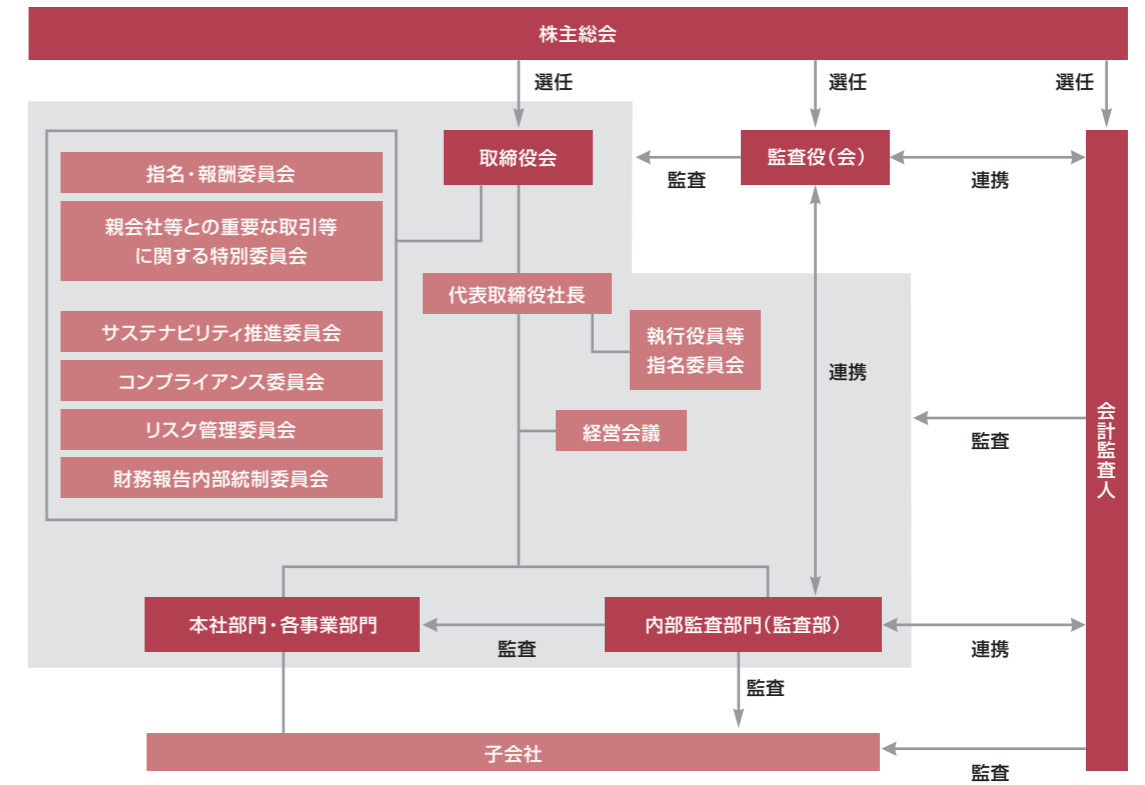 株主総会
選任
選任
選任
取締役会
監査役(会)
監査
連携
指名・報酬委員会
親会社等との重要な取引等
に関する特別委員会
サステナビリティ推進委員会
コンプライアンス委員会
リスク管理委員会
財務報告内部統制委員会
代表取締役社長
執行役員等
指名委員会
経営会議
連携
監査
会計監査人
本社部門・各事業部門
監査
内部監査部門(監査部)
連携
監査
子会社
監査